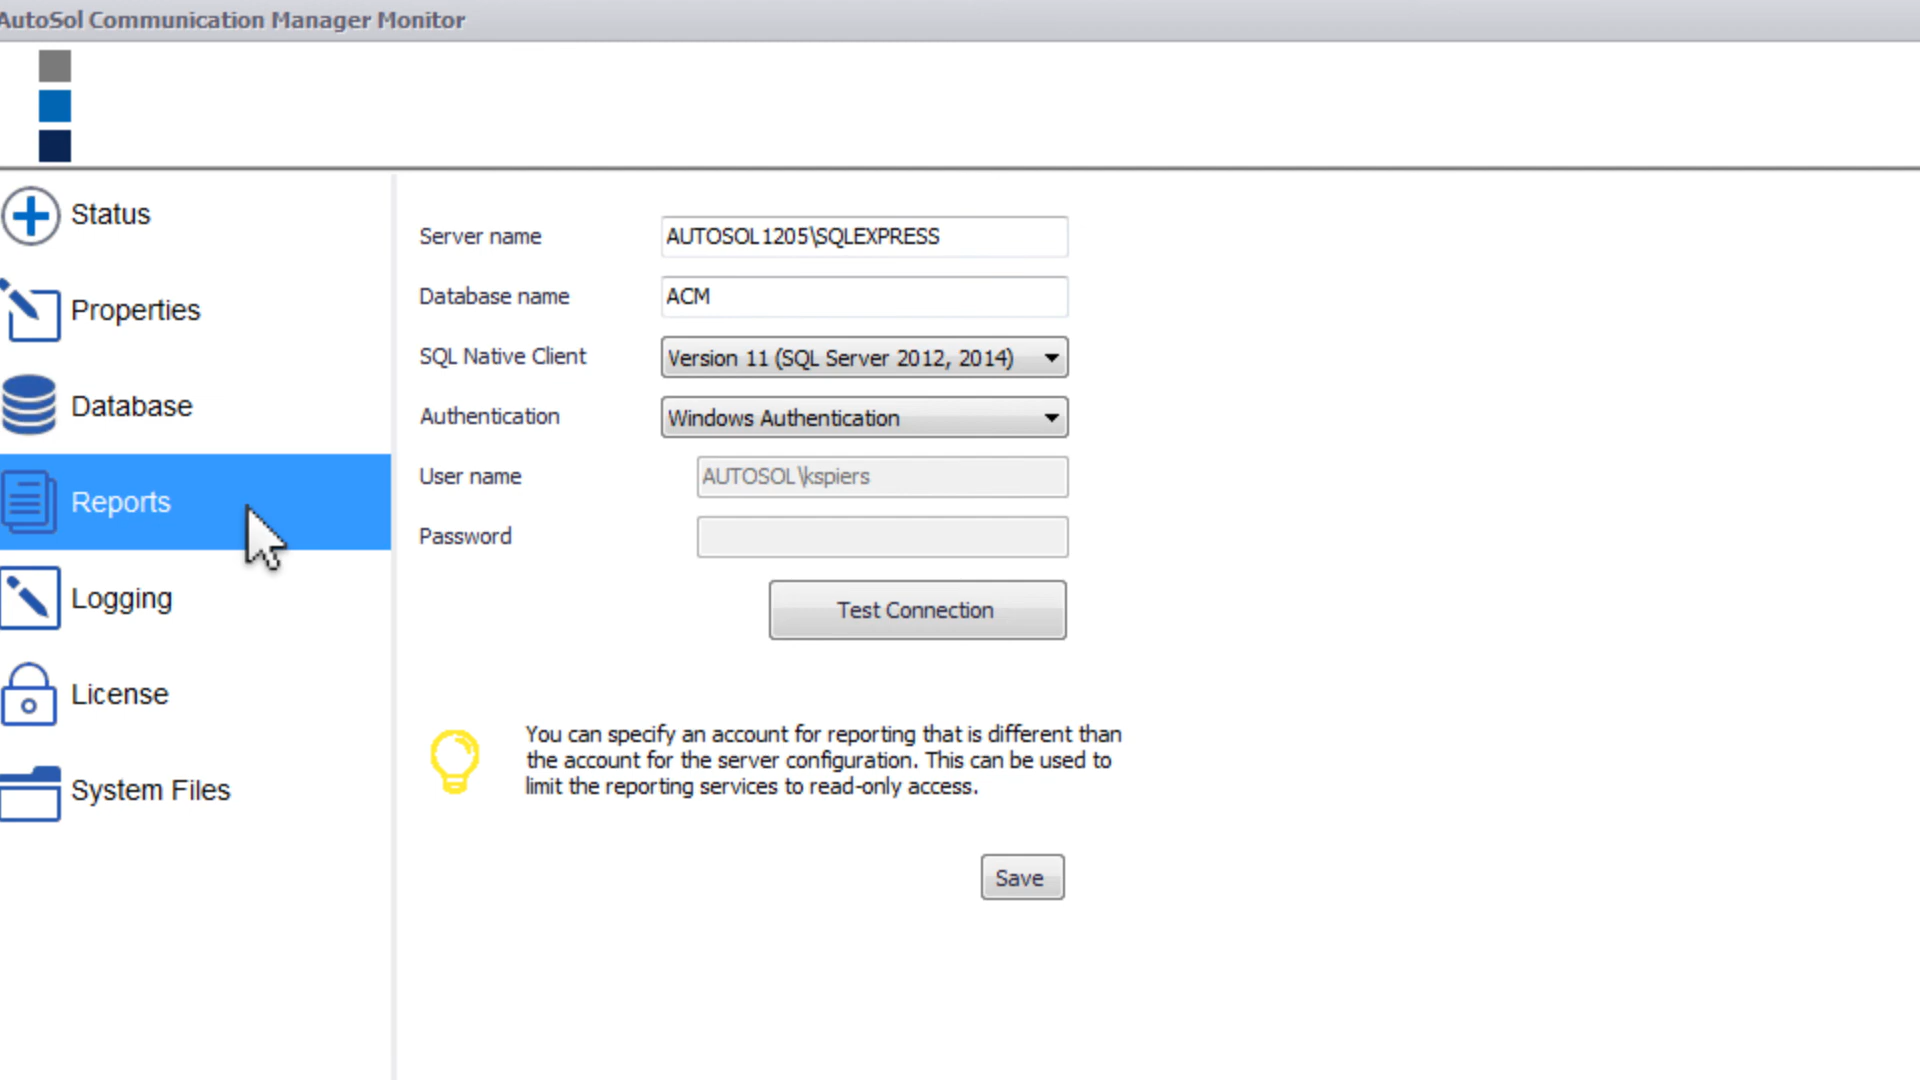 AutoSol Communication Manager Monitor
Status
Properties
Database
Reports
Logging
License
System Files
Server name AUTOSOL1205\SQLEXPRESS
Database name ACM
SQL Native Client Version 11 (SQL Server 2012, 2014)
Authentication Windows Authentication
User name AUTOSOL\kspiers
Password
Test Connection
You can specify an account for reporting that is different than
the account for the server configuration. This can be used to
limit the reporting services to read-only access.
Save